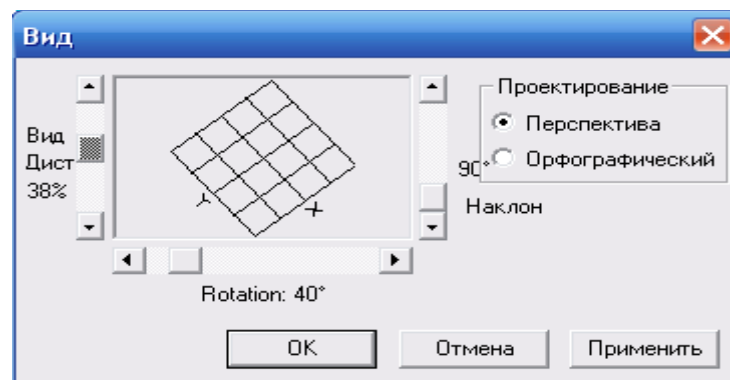 Вид
Проектирование
Перспектива
Орфографический
Вид
Дист
38%
90°
Наклон
Rotation: 40°
OK
Отмена
Применить